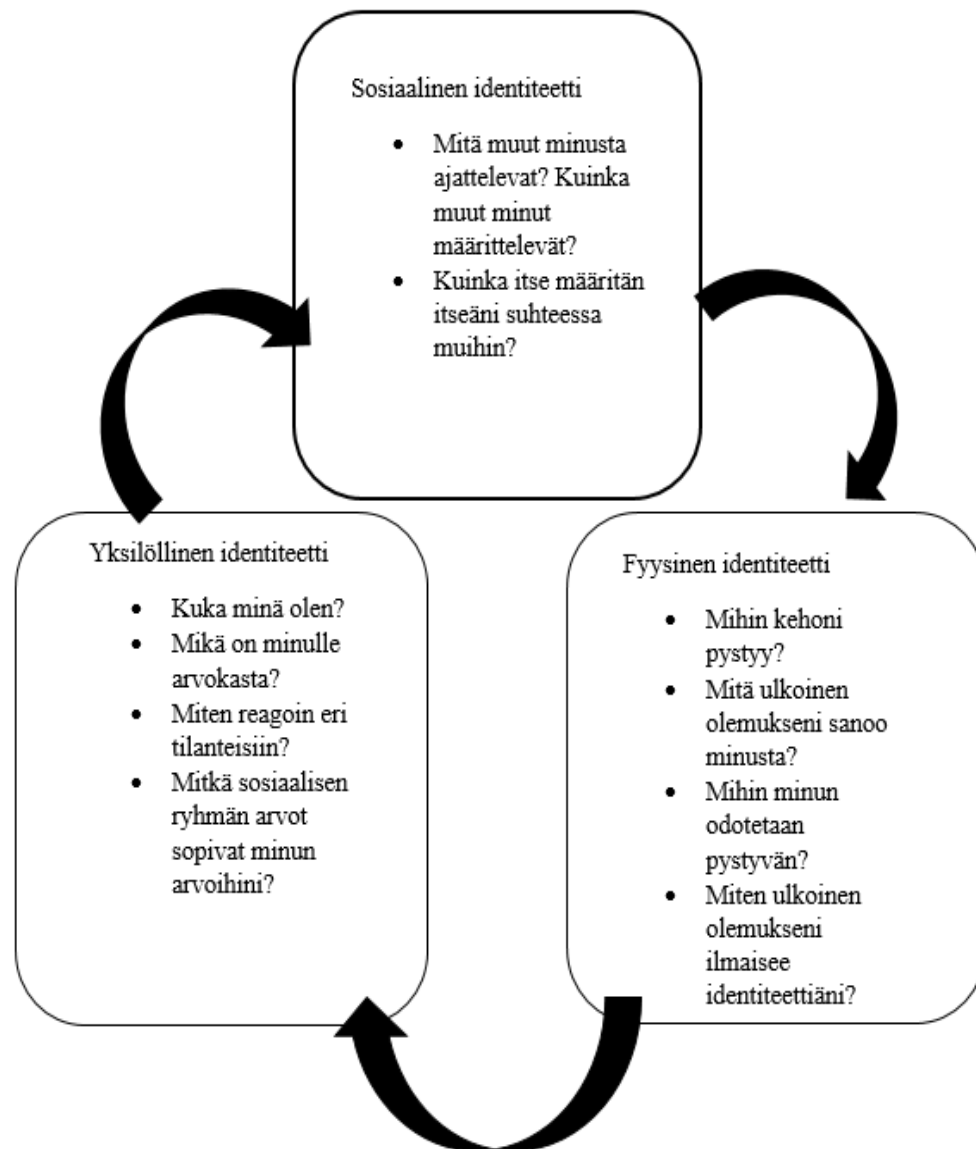 Sosiaalinen identiteetti
• Mitä muut minusta
ajattelevat? Kuinka
muut minut
määrittelevät?
• Kuinka itse määritän
itseäni suhteessa
muihin?
Yksilöllinen identiteetti
• Kuka minä olen?
• Mikä on minulle
arvokasta?
• Miten reagoin eri
tilanteisiin?
• Mitkä sosiaalisen
ryhmän arvot
sopivat minun
arvoihini?
Fyysinen identiteetti
• Mihin kehoni
pystyy?
• Mitä ulkoinen
olemukseni sanoo
minusta?
• Mihin minun
odotetaan
pystyvän?
• Miten ulkoinen
olemukseni
ilmaisee
identiteettiäni?